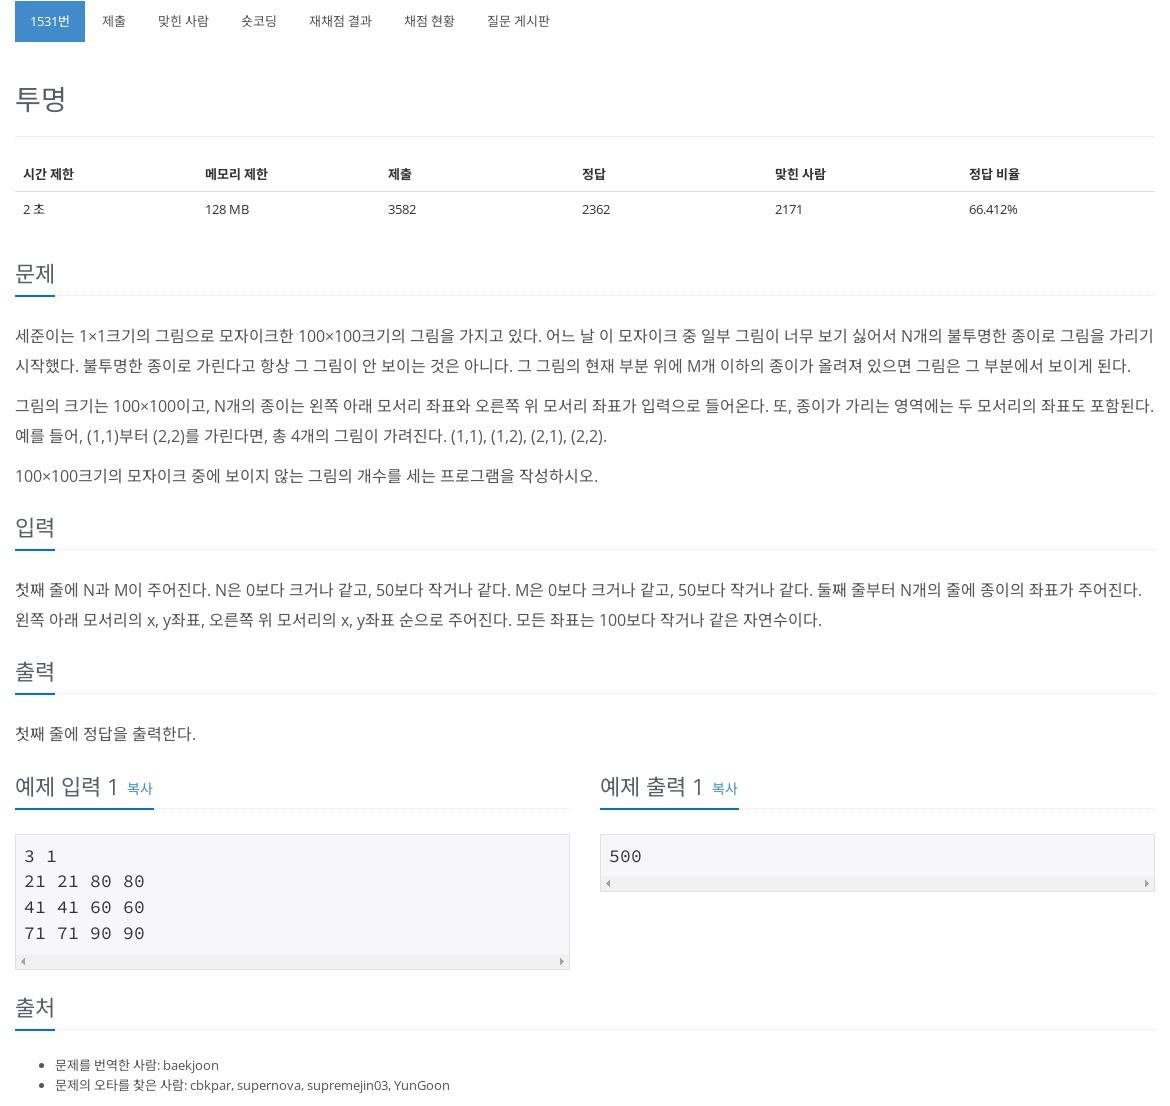 1531번 제출 맞힌 사람 숏코딩 재채점 결과 채점 현황 질문 게시판
투명
시간 제한 메모리 제한 제출 정답 맞힌 사람 정답 비율
2 초 128 MB 3582 2362 2171 66.412%
문제
세준이는 1×1크기의 그림으로 모자이크한 100×100크기의 그림을 가지고 있다. 어느 날 이 모자이크 중 일부 그림이 너무 보기 싫어서 N개의 불투명한 종이로 그림을 가리기
시작했다. 불투명한 종이로 가린다고 항상 그 그림이 안 보이는 것은 아니다. 그 그림의 현재 부분 위에 M개 이하의 종이가 올려져 있으면 그림은 그 부분에서 보이게 된다.
그림의 크기는 100×100이고, N개의 종이는 왼쪽 아래 모서리 좌표와 오른쪽 위 모서리 좌표가 입력으로 들어온다. 또, 종이가 가리는 영역에는 두 모서리의 좌표도 포함된다.
예를 들어, (1,1)부터 (2,2)를 가린다면, 총 4개의 그림이 가려진다. (1,1), (1,2), (2,1), (2,2).
100×100크기의 모자이크 중에 보이지 않는 그림의 개수를 세는 프로그램을 작성하시오.
입력
첫째 줄에 N과 M이 주어진다. N은 0보다 크거나 같고, 50보다 작거나 같다. M은 0보다 크거나 같고, 50보다 작거나 같다. 둘째 줄부터 N개의 줄에 종이의 좌표가 주어진다.
왼쪽 아래 모서리의 x, y좌표, 오른쪽 위 모서리의 x, y좌표 순으로 주어진다. 모든 좌표는 100보다 작거나 같은 자연수이다.
출력
첫째 줄에 정답을 출력한다.
예제 입력 1 복사
3 1
21 21 80 80
41 41 60 60
71 71 90 90
예제 출력 1 복사
500
출처
문제를 번역한 사람: baekjoon
문제의 오타를 찾은 사람: cbkpar, supernova, supremejin03, YunGoon